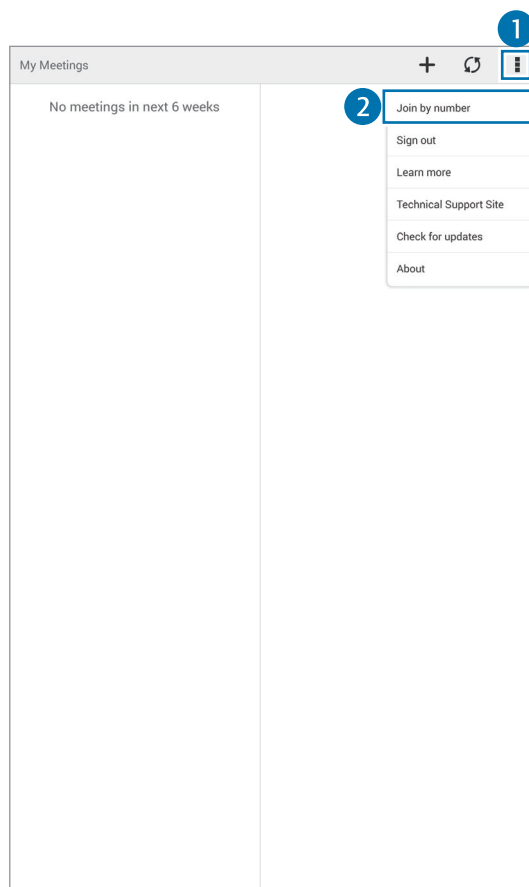 1
My Meetings
No meetings in next 6 weeks
2
Join by number
Sign out
Learn more
Technical Support Site
Check for updates
About